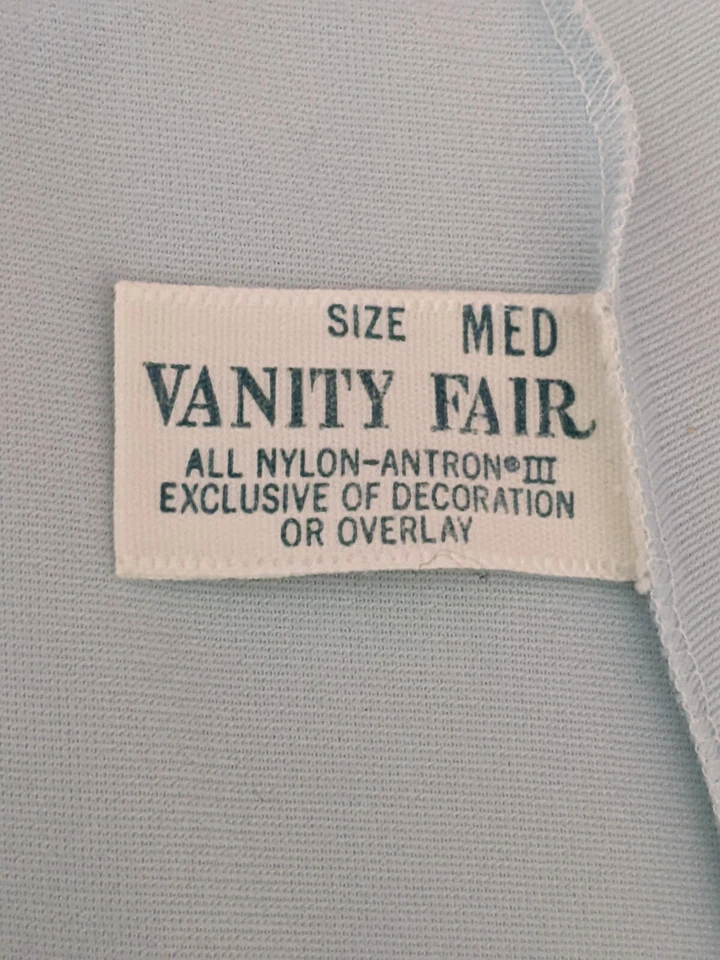 SIZE MED
VANITY FAIR
ALL NYLON-ANTRON® III
EXCLUSIVE OF DECORATION
OR OVERLAY